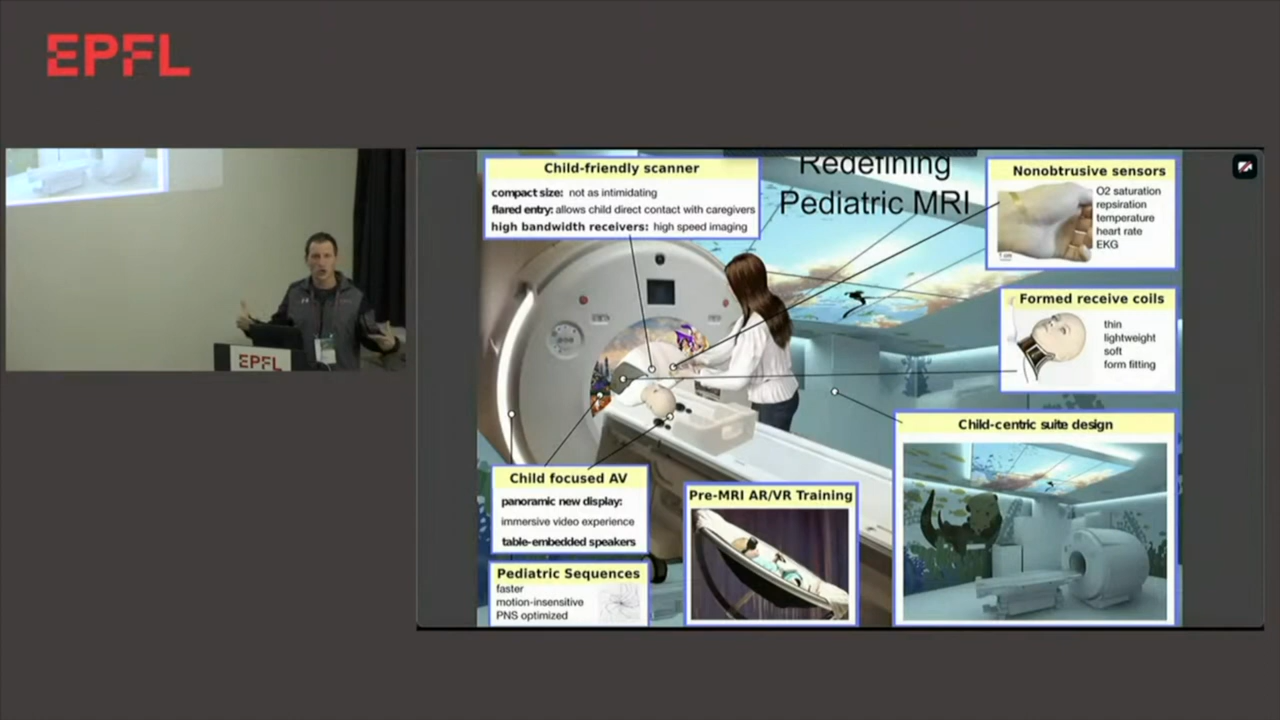 EPFL
EPFL
Redefining
Pediatric MRI
Child-friendly scanner
compact size: not as intimidating
flared entry: allows child direct contact with caregivers
high bandwidth receivers: high speed imaging
Nonobtrusive sensors
O2 saturation
repsiration
temperature
heart rate
EKG
Formed receive coils
thin
lightweight
soft
form fitting
Child-centric suite design
Child focused AV
panoramic new display:
immersive video experience
table-embedded speakers
Pre-MRI AR/VR Training
Pediatric Sequences
faster
motion-insensitive
PNS optimized